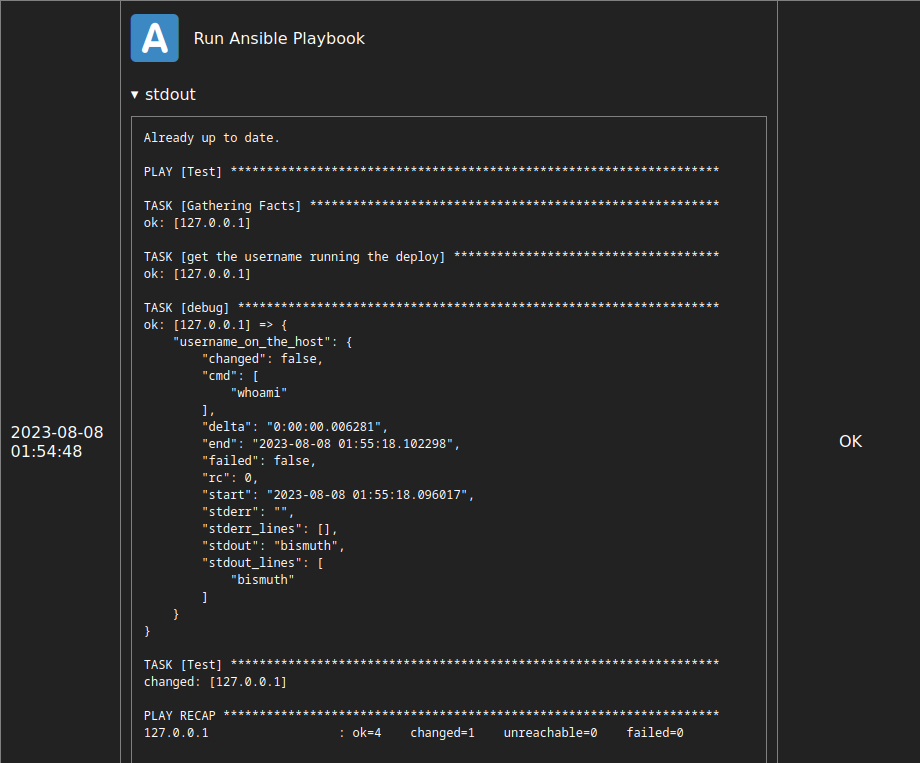 A
Run Ansible Playbook
▾ stdout
Already up to date.
PLAY [Test] ********************************************************************
TASK [Gathering Facts] *********************************************************
ok: [127.0.0.1]
TASK [get the username running the deploy] *************************************
ok: [127.0.0.1]
TASK [debug] *******************************************************************
ok: [127.0.0.1] => {
    "username_on_the_host": {
        "changed": false,
        "cmd": [
            "whoami"
        ],
        "delta": "0:00:00.006281",
        "end": "2023-08-08 01:55:18.102298",
        "failed": false,
        "rc": 0,
        "start": "2023-08-08 01:55:18.096017",
        "stderr": "",
        "stderr_lines": [],
        "stdout": "bismuth",
        "stdout_lines": [
            "bismuth"
        ]
    }
}
TASK [Test] ********************************************************************
changed: [127.0.0.1]
PLAY RECAP *********************************************************************
127.0.0.1                  : ok=4    changed=1    unreachable=0    failed=0
2023-08-08
01:54:48
OK